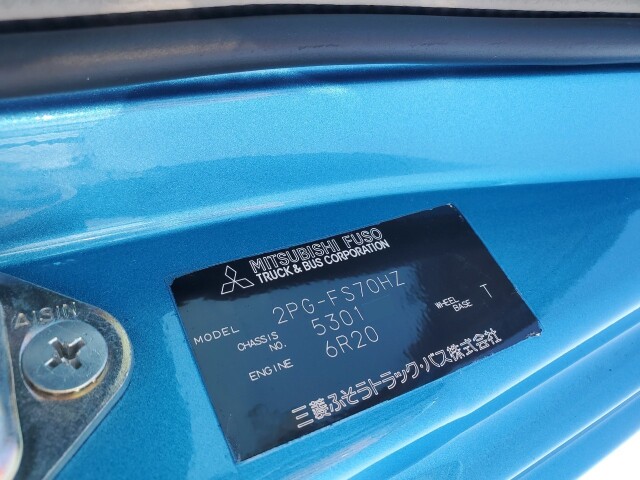 MITSUBISHI FUSO
TRUCK & BUS CORPORATION
MODEL 2PG-FS70HZ
CHASSIS NO. 5301 WHEEL BASE T
ENGINE 6R20
三菱ふそうトラック・バス株式会社
AISIN